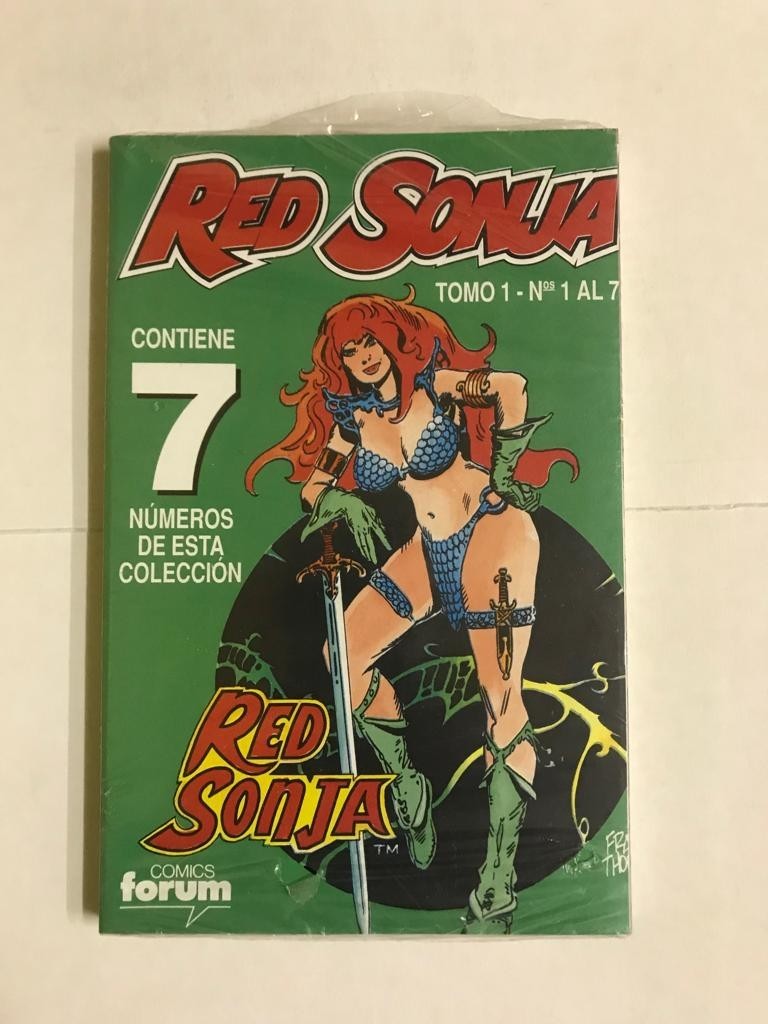 RED SONJA
TOMO 1 - Nºs 1 AL 7
CONTIENE
7
NÚMEROS
DE ESTA
COLECCIÓN
RED
SONJA
TM
COMICS
forum